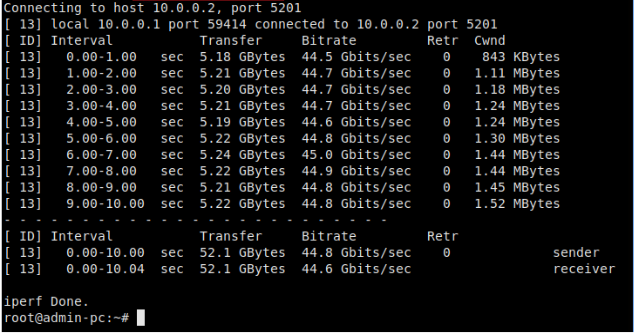 Connecting to host 10.0.0.2, port 5201
[ 13] local 10.0.0.1 port 59414 connected to 10.0.0.2 port 5201
[ ID] Interval           Transfer     Bitrate         Retr  Cwnd
[ 13]   0.00-1.00   sec  5.18 GBytes  44.5 Gbits/sec    0    843 KBytes
[ 13]   1.00-2.00   sec  5.21 GBytes  44.7 Gbits/sec    0   1.11 MBytes
[ 13]   2.00-3.00   sec  5.20 GBytes  44.7 Gbits/sec    0   1.18 MBytes
[ 13]   3.00-4.00   sec  5.21 GBytes  44.7 Gbits/sec    0   1.24 MBytes
[ 13]   4.00-5.00   sec  5.19 GBytes  44.6 Gbits/sec    0   1.24 MBytes
[ 13]   5.00-6.00   sec  5.22 GBytes  44.8 Gbits/sec    0   1.30 MBytes
[ 13]   6.00-7.00   sec  5.24 GBytes  45.0 Gbits/sec    0   1.44 MBytes
[ 13]   7.00-8.00   sec  5.22 GBytes  44.9 Gbits/sec    0   1.44 MBytes
[ 13]   8.00-9.00   sec  5.21 GBytes  44.8 Gbits/sec    0   1.45 MBytes
[ 13]   9.00-10.00  sec  5.22 GBytes  44.8 Gbits/sec    0   1.52 MBytes
- - - - - - - - - - - - - - - - - - - - - - - - -
[ ID] Interval           Transfer     Bitrate         Retr
[ 13]   0.00-10.00  sec  52.1 GBytes  44.8 Gbits/sec    0             sender
[ 13]   0.00-10.04  sec  52.1 GBytes  44.6 Gbits/sec                  receiver
iperf Done.
root@admin-pc:~#